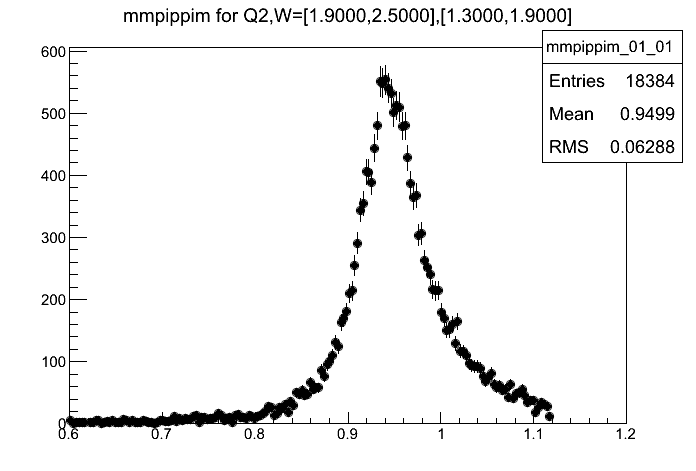 mmpippim for Q2,W=[1.9000,2.5000],[1.3000,1.9000]
mmpippim_01_01
Entries 18384
Mean 0.9499
RMS 0.06288
600
500
400
300
200
100
0
0.6 0.7 0.8 0.9 1 1.1 1.2